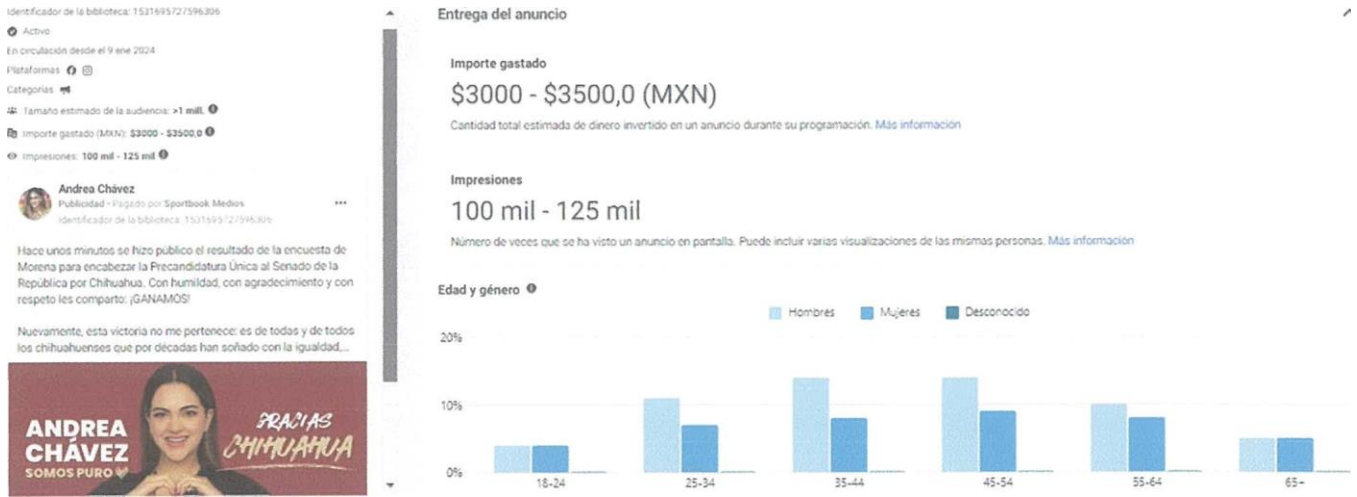 Identificador de la biblioteca: 1531695727596306
Activo
En circulación desde el 9 ene 2024
Plataformas
Categorías
Tamaño estimado de la audiencia: >1 mill.
Importe gastado (MXN): $3000 - $3500,0
Impresiones: 100 mil - 125 mil
Andrea Chávez
Publicidad • Pagado por Sportbook Medios
Identificador de la biblioteca: 1531695727596306
Hace unos minutos se hizo público el resultado de la encuesta de
Morena para encabezar la Precandidatura Única al Senado de la
República por Chihuahua. Con humildad, con agradecimiento y con
respeto les comparto: ¡GANAMOS!
Nuevamente, esta victoria no me pertenece: es de todas y de todos
los chihuahuenses que por décadas han soñado con la igualdad,...
ANDREA
CHÁVEZ
SOMOS PURO
GRACIAS
CHIHUAHUA
Entrega del anuncio
Importe gastado
$3000 - $3500,0 (MXN)
Cantidad total estimada de dinero invertido en un anuncio durante su programación. Más información
Impresiones
100 mil - 125 mil
Número de veces que se ha visto un anuncio en pantalla. Puede incluir varias visualizaciones de las mismas personas. Más información
Edad y género
Hombres Mujeres Desconocido
20%
10%
0%
18-24 25-34 35-44 45-54 55-64 65+